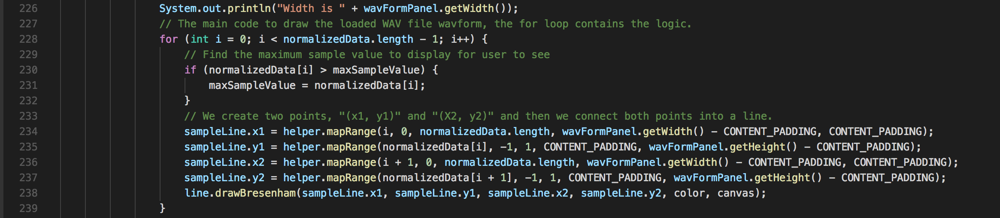 226 System.out.println("Width is " + wavFormPanel.getWidth());
227 // The main code to draw the loaded WAV file wavform, the for loop contains the logic.
228 for (int i = 0; i < normalizedData.length - 1; i++) {
229 // Find the maximum sample value to display for user to see
230 if (normalizedData[i] > maxSampleValue) {
231 maxSampleValue = normalizedData[i];
232 }
233 // We create two points, "(x1, y1)" and "(X2, y2)" and then we connect both points into a line.
234 sampleLine.x1 = helper.mapRange(i, 0, normalizedData.length, wavFormPanel.getWidth() - CONTENT_PADDING, CONTENT_PADDING);
235 sampleLine.y1 = helper.mapRange(normalizedData[i], -1, 1, CONTENT_PADDING, wavFormPanel.getHeight() - CONTENT_PADDING);
236 sampleLine.x2 = helper.mapRange(i + 1, 0, normalizedData.length, wavFormPanel.getWidth() - CONTENT_PADDING, CONTENT_PADDING);
237 sampleLine.y2 = helper.mapRange(normalizedData[i + 1], -1, 1, CONTENT_PADDING, wavFormPanel.getHeight() - CONTENT_PADDING);
238 line.drawBresenham(sampleLine.x1, sampleLine.y1, sampleLine.x2, sampleLine.y2, color, canvas);
239 }